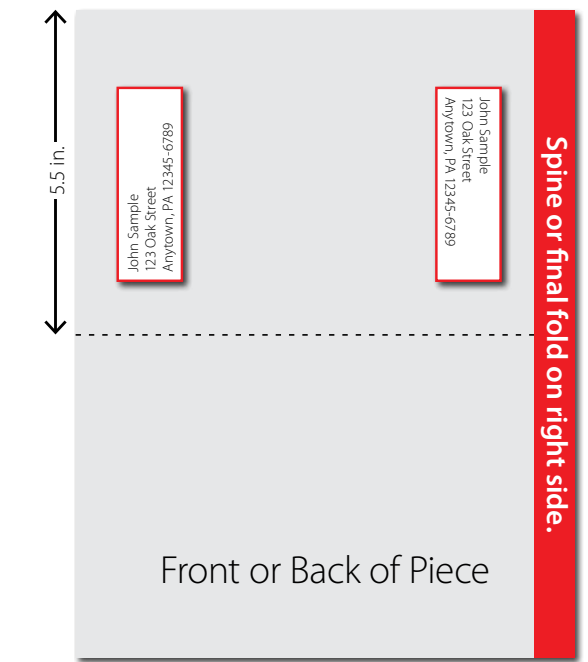 5.5 in.
John Sample
123 Oak Street
Anytown, PA 12345-6789
John Sample
123 Oak Street
Anytown, PA 12345-6789
Spine or final fold on right side.
Front or Back of Piece